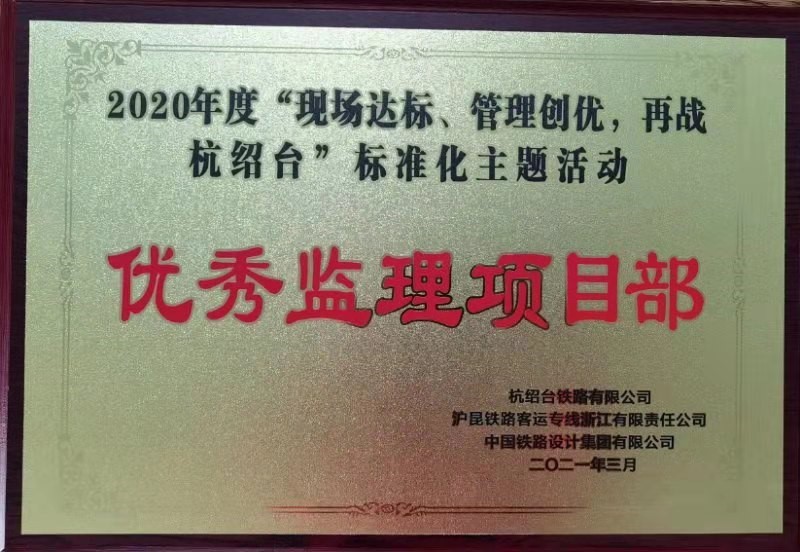 2020年度“现场达标、管理创优，再战
杭绍台”标准化主题活动
优秀监理项目部
杭绍台铁路有限公司
沪昆铁路客运专线浙江有限责任公司
中国铁路设计集团有限公司
二〇二一年三月